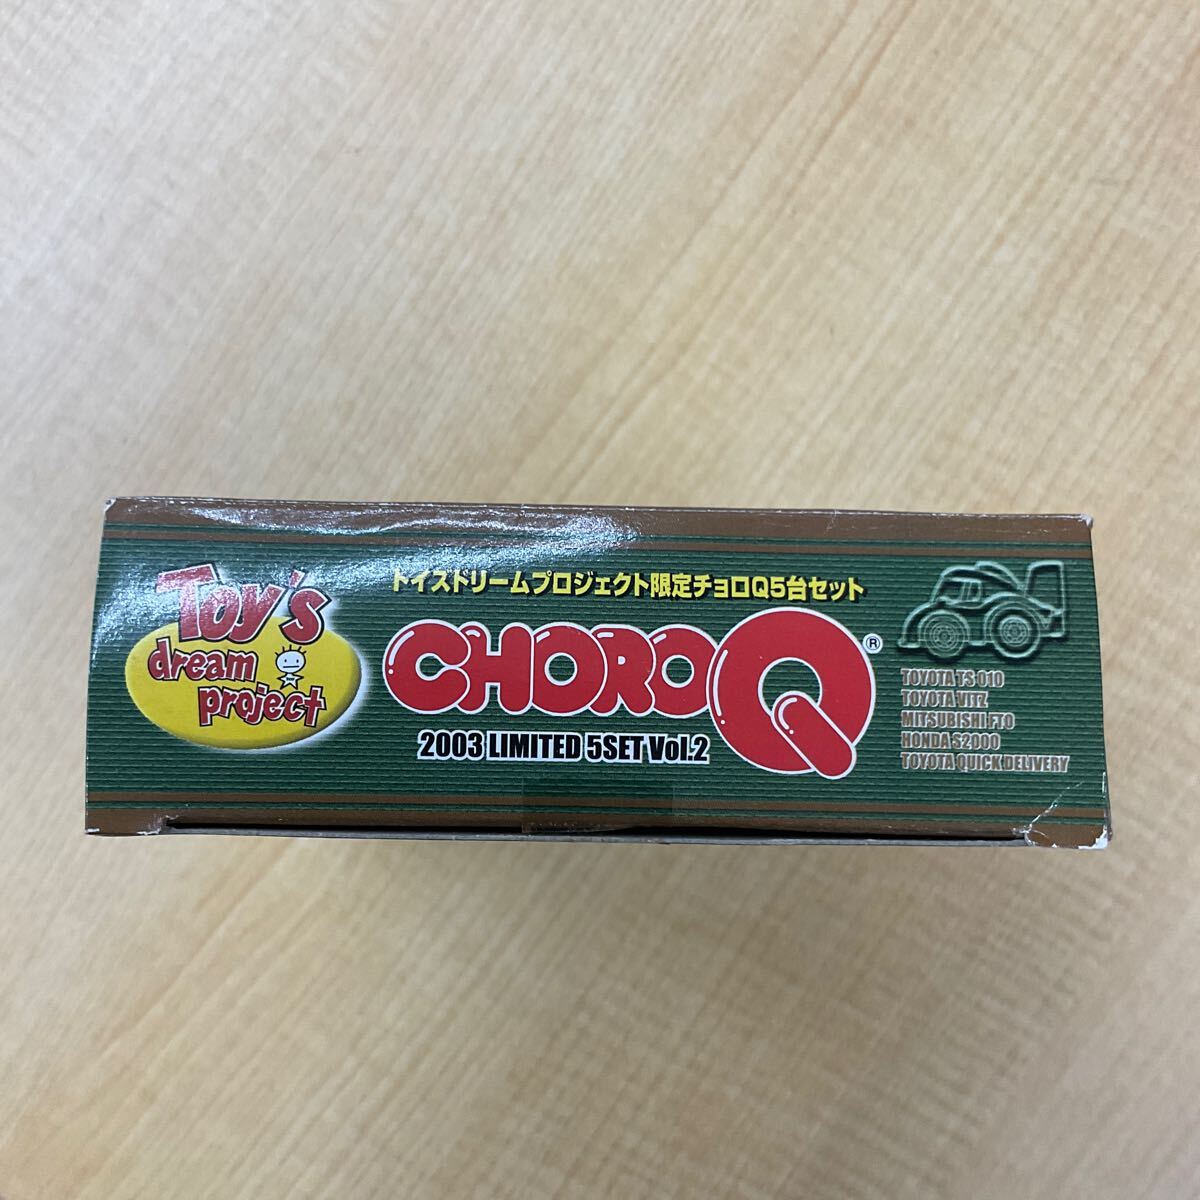 Toy's
dream
project
トイズドリームプロジェクト限定チョロQ5台セット
CHOROQ®
2003 LIMITED 5SET Vol.2
TOYOTA TS 010
TOYOTA VITZ
MITSUBISHI FTO
HONDA S2000
TOYOTA QUICK DELIVERY